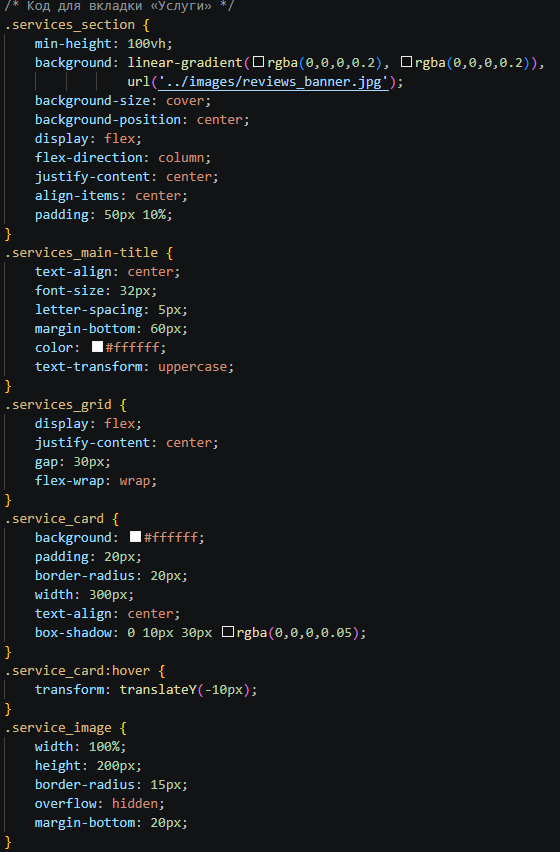 /* Код для вкладки «Услуги» */
.services_section {
    min-height: 100vh;
    background: linear-gradient(rgba(0,0,0,0.2), rgba(0,0,0,0.2)),
                url('../images/reviews_banner.jpg');
    background-size: cover;
    background-position: center;
    display: flex;
    flex-direction: column;
    justify-content: center;
    align-items: center;
    padding: 50px 10%;
}
.services_main-title {
    text-align: center;
    font-size: 32px;
    letter-spacing: 5px;
    margin-bottom: 60px;
    color: #ffffff;
    text-transform: uppercase;
}
.services_grid {
    display: flex;
    justify-content: center;
    gap: 30px;
    flex-wrap: wrap;
}
.service_card {
    background: #ffffff;
    padding: 20px;
    border-radius: 20px;
    width: 300px;
    text-align: center;
    box-shadow: 0 10px 30px rgba(0,0,0,0.05);
}
.service_card:hover {
    transform: translateY(-10px);
}
.service_image {
    width: 100%;
    height: 200px;
    border-radius: 15px;
    overflow: hidden;
    margin-bottom: 20px;
}